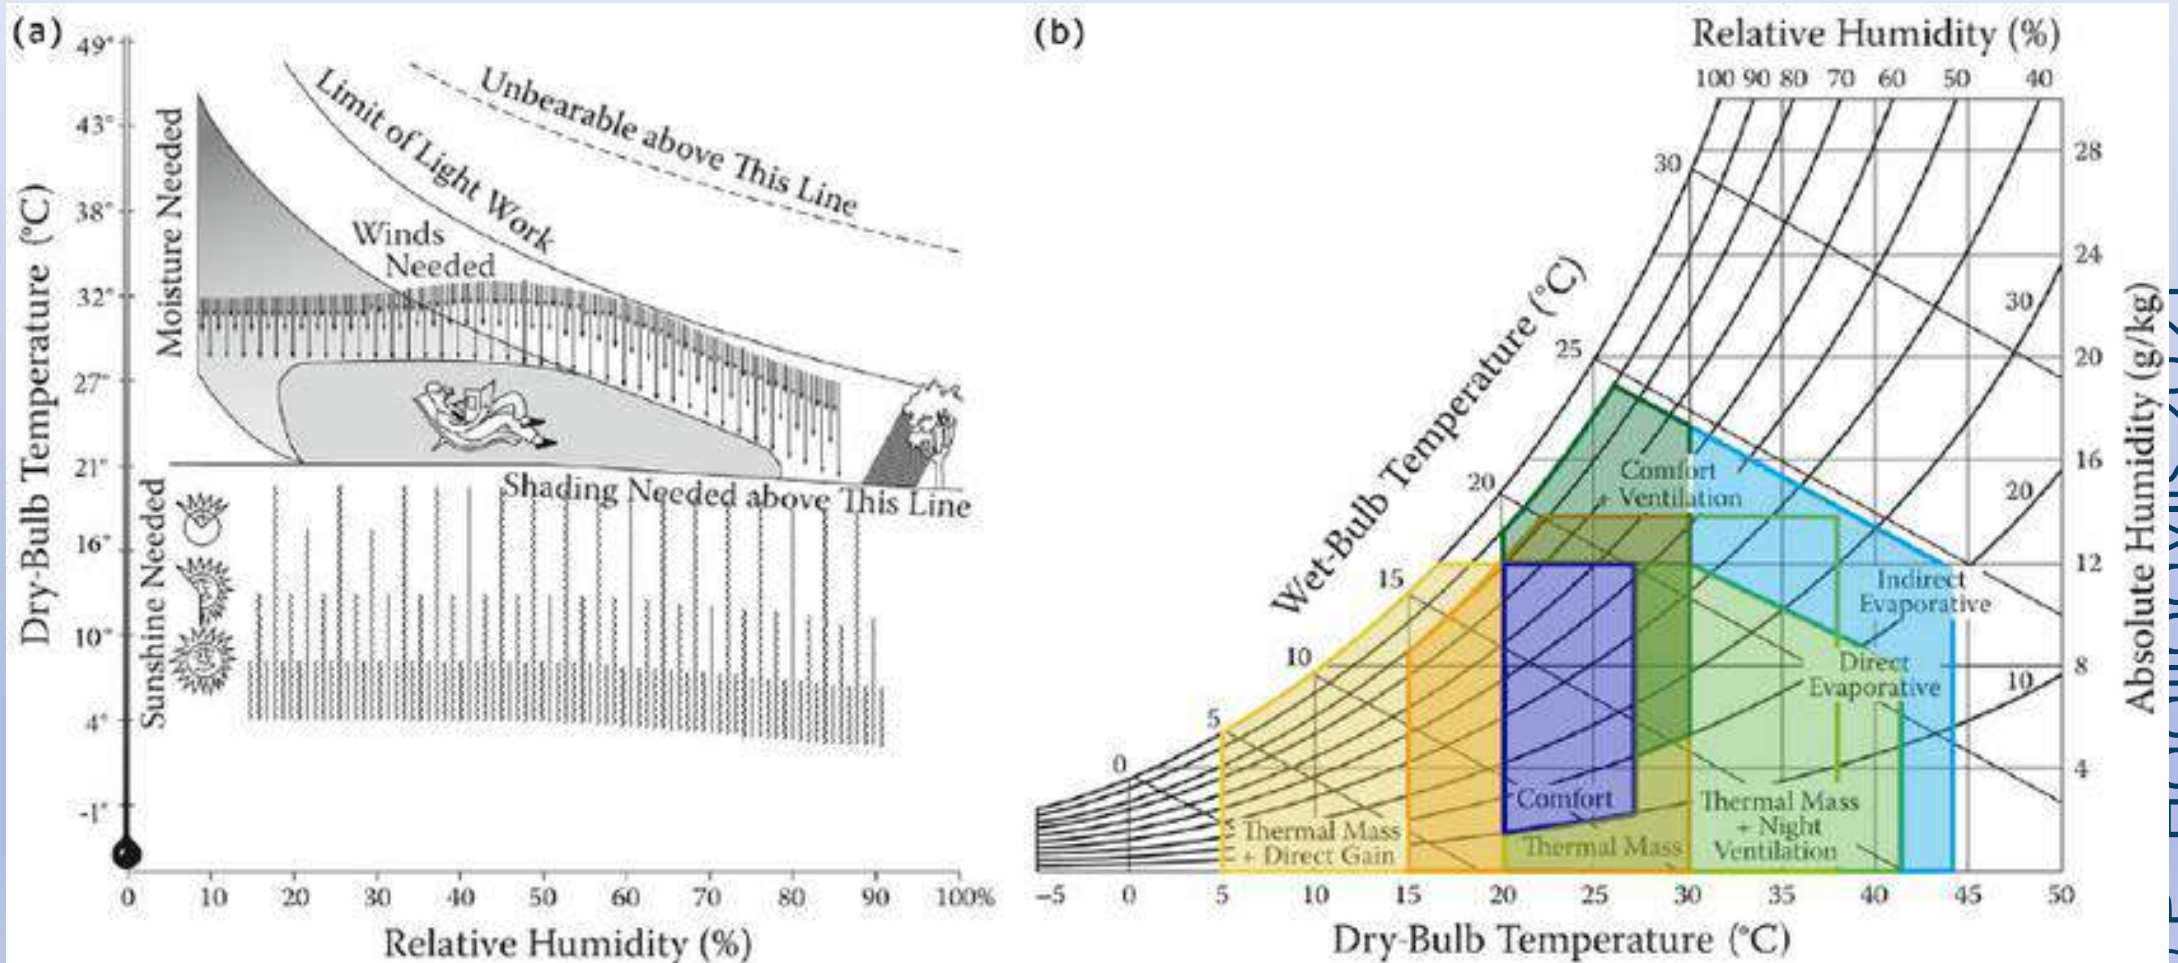 (a)
49°
43°
38°
32°
27°
21°
16°
10°
4°
-1°
Dry-Bulb Temperature (°C)
Moisture Needed
Sunshine Needed
Unbearable above This Line
Limit of Light Work
Winds
Needed
Shading Needed above This Line
0 10 20 30 40 50 60 70 80 90 100%
Relative Humidity (%)
(b)
Relative Humidity (%)
100 90 80 70 60 50 40
30
20
10
28
24
20
16
12
8
4
Absolute Humidity (g/kg)
Wet-Bulb Temperature (°C)
30
25
20
15
10
5
0
Comfort
+ Ventilation
Indirect
Evaporative
Direct
Evaporative
Comfort
Thermal Mass
+ Direct Gain
Thermal Mass
Thermal Mass
+ Night
Ventilation
-5 0 5 10 15 20 25 30 35 40 45 50
Dry-Bulb Temperature (°C)